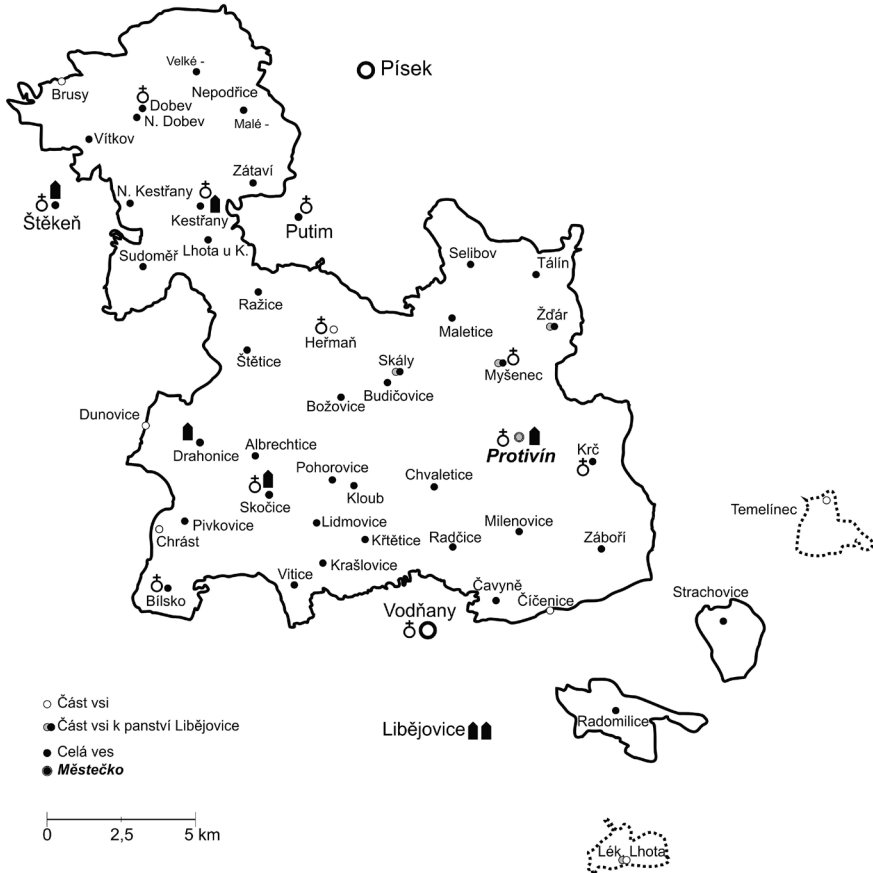 Velké -
Písek
Brusy
Nepodřice
Dobev
N. Dobev
Malé -
Vítkov
Zátaví
N. Kestřany
Kestřany
Štěkeň
Putim
Lhota u K.
Sudoměř
Selibov
Tálín
Ražice
Žďár
Maletice
Heřmaň
Štětice
Skály
Myšenec
Budičovice
Božovice
Dunovice
Drahonice
Albrechtice
Protivín
Krč
Pohorovice
Chvaletice
Kloub
Skočice
Temelínec
Pivkovice
Lidmovice
Milenovice
Chrást
Křtětice
Radčice
Záboří
Krašlovice
Vitice
Bílsko
Čavyně
Strachovice
Vodňany
Číčenice
Část vsi
Část vsi k panství Libějovice
Celá ves
Městečko
Libějovice
Radomilice
0 2,5 5 km
Lék. Lhota